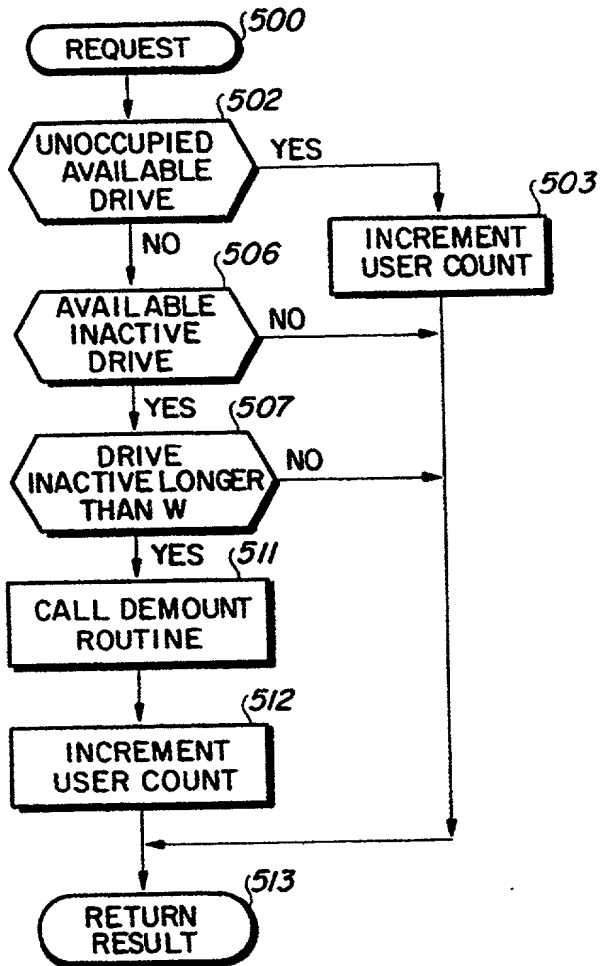 500
REQUEST
502
UNOCCUPIED
AVAILABLE
DRIVE
YES
503
INCREMENT
USER COUNT
NO
506
AVAILABLE
INACTIVE
DRIVE
NO
YES
507
DRIVE
INACTIVE LONGER
THAN W
NO
YES
511
CALL DEMOUNT
ROUTINE
512
INCREMENT
USER COUNT
513
RETURN
RESULT